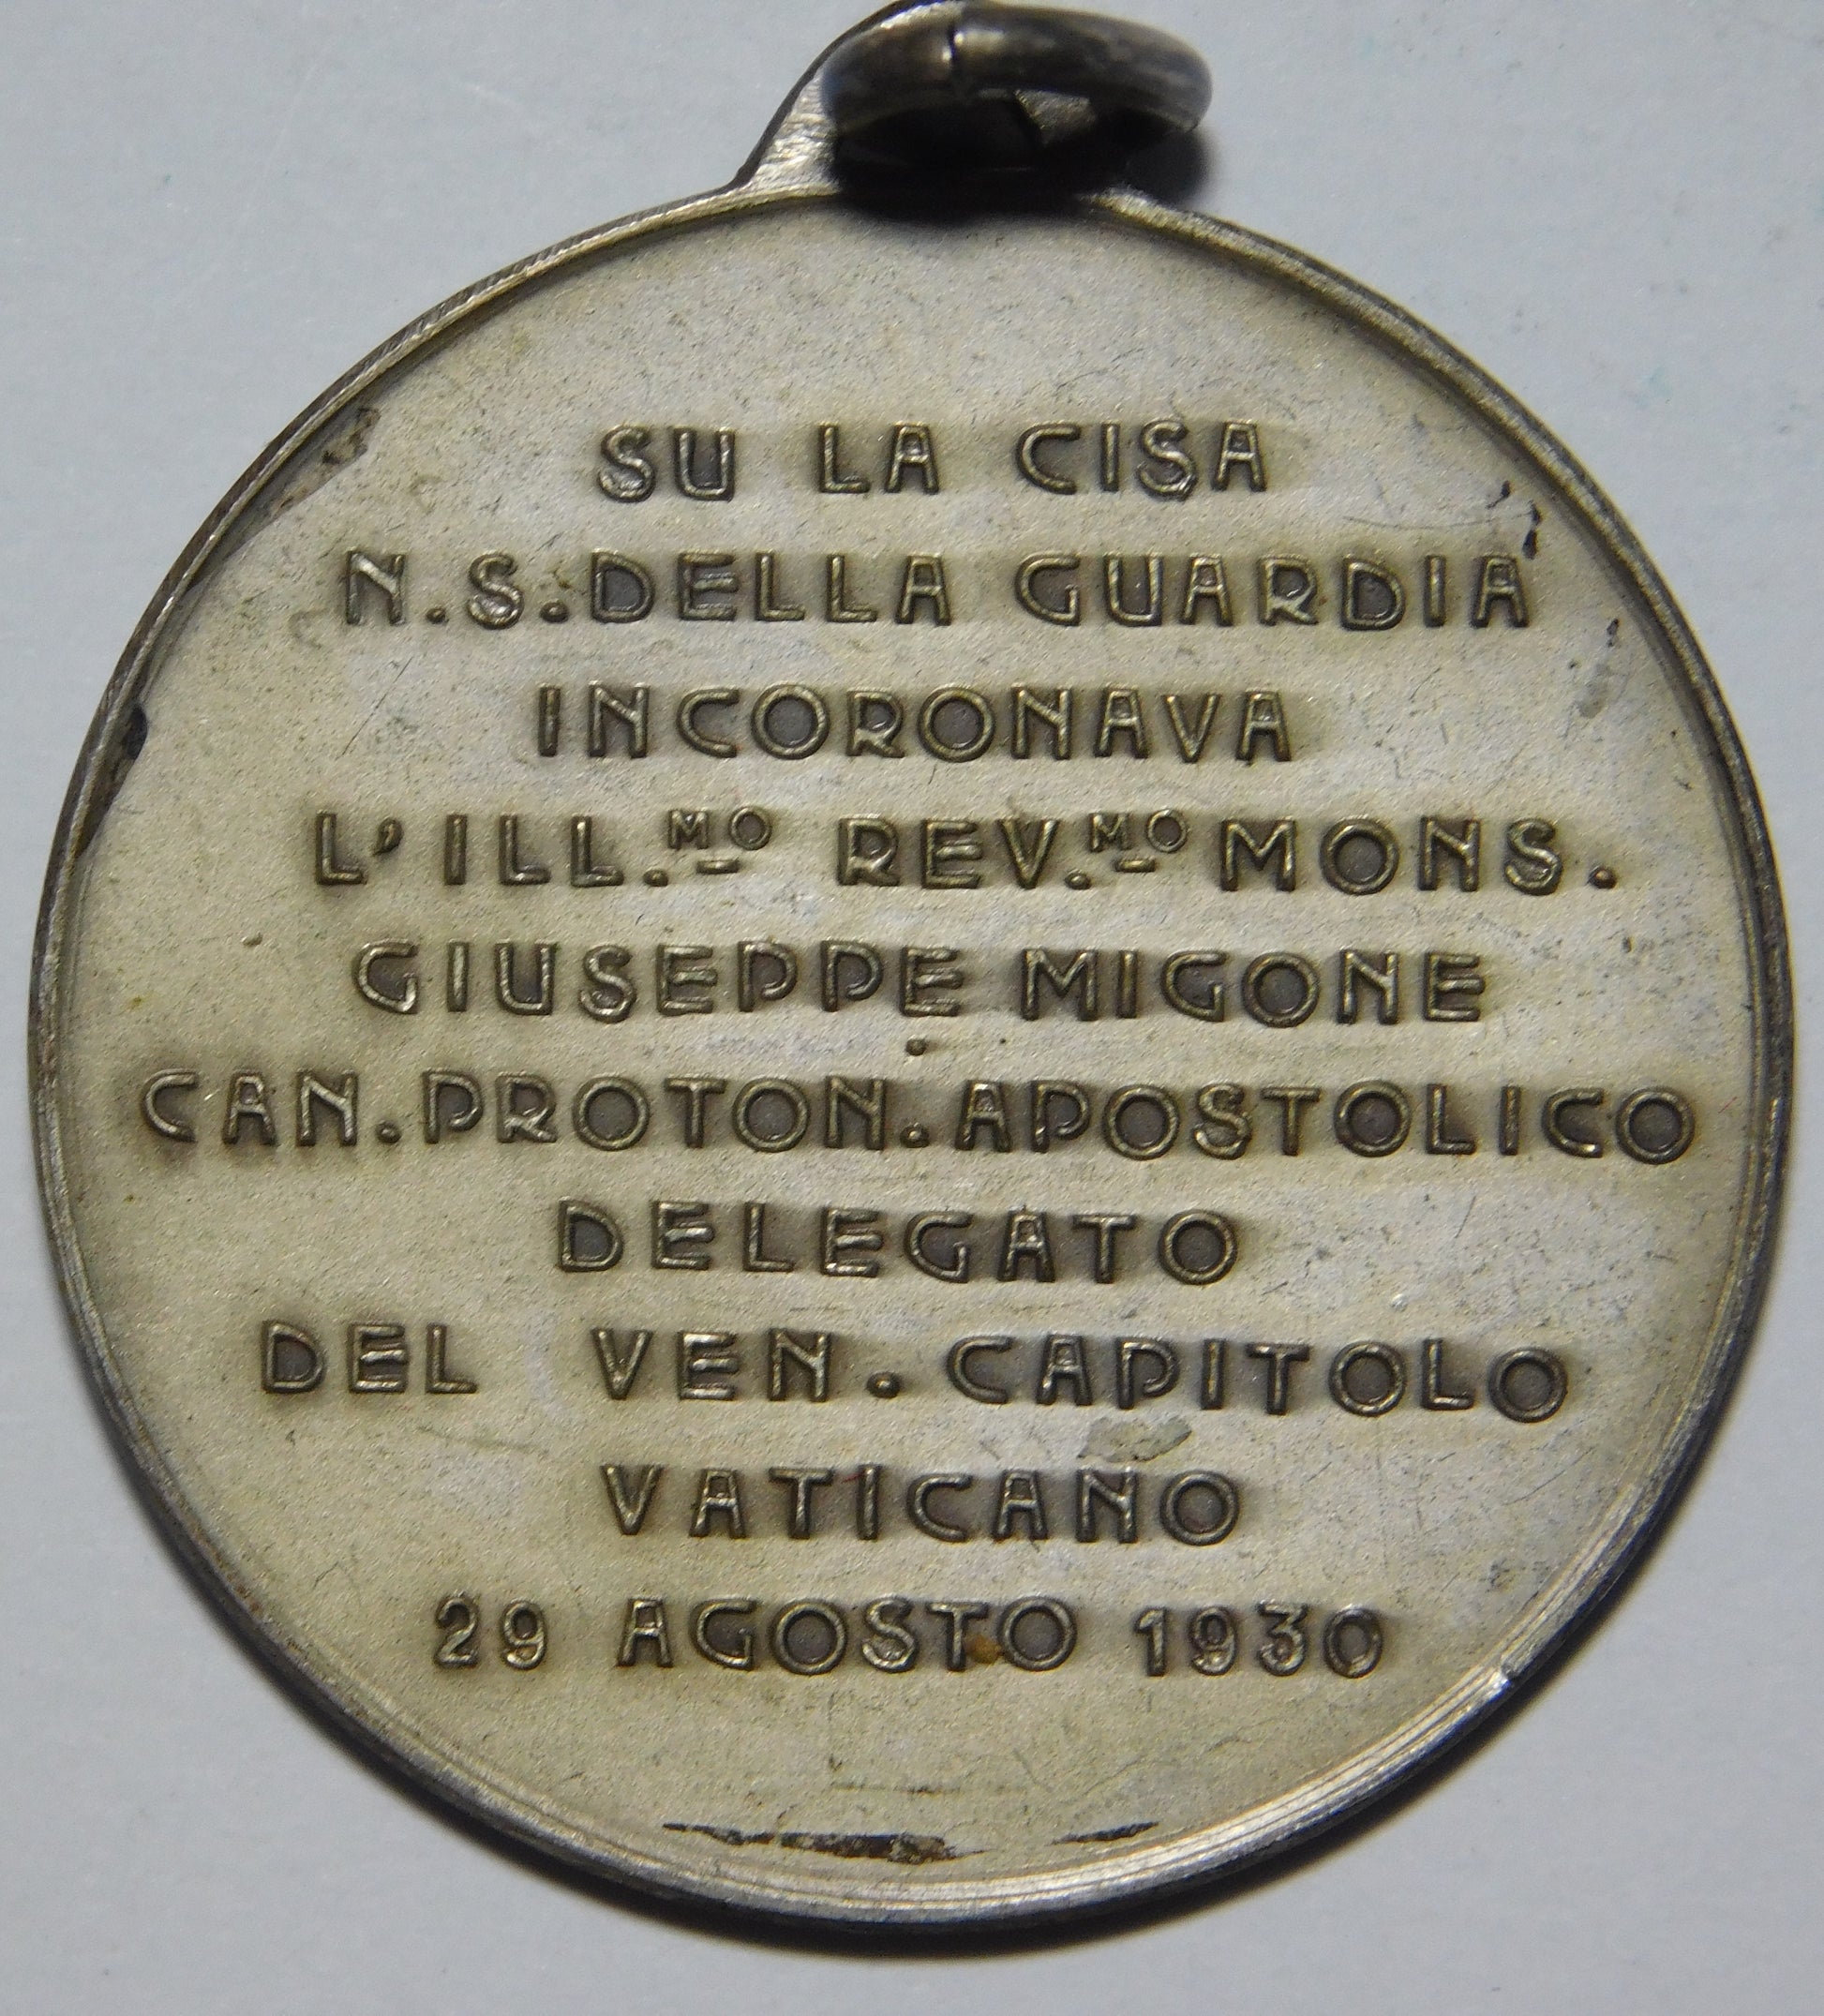 SU LA CISA
N.S. DELLA GUARDIA
INCORONAVA
L'ILL.MO REV.MO MONS.
GIUSEPPE MIGONE
CAN. PROTON. APOSTOLICO
DELEGATO
DEL VEN. CAPITOLO
VATICANO
29 AGOSTO 1930